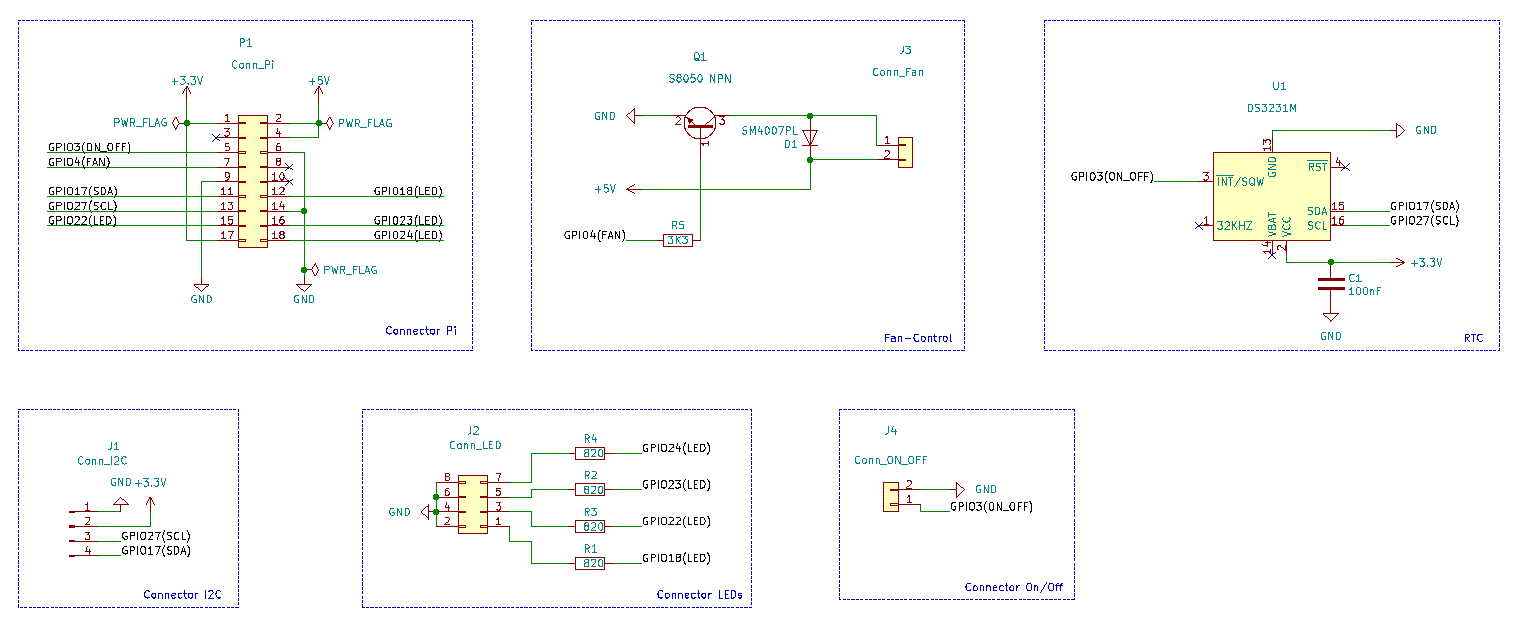 P1
Conn_Pi
+3.3V
+5V
PWR_FLAG
1
2
PWR_FLAG
3
4
GPIO3(ON_OFF)
5
6
GPIO4(FAN)
7
8
9
10
GPIO17(SDA)
11
12
GPIO18(LED)
GPIO27(SCL)
13
14
GPIO22(LED)
15
16
GPIO23(LED)
17
18
GPIO24(LED)
PWR_FLAG
GND
GND
Connector Pi
Q1
S8050 NPN
J3
Conn_Fan
GND
2
3
1
SM4007PL
D1
1
2
+5V
R5
GPIO4(FAN)
3K3
Fan-Control
U1
DS3231M
GND
13
GND
RST
4
GPIO3(ON_OFF)
3
INT/SQW
SDA
15
GPIO17(SDA)
1
32KHZ
SCL
16
GPIO27(SCL)
VBAT
VCC
14
2
+3.3V
C1
100nF
GND
RTC
J1
Conn_I2C
GND
+3.3V
1
2
3
GPIO27(SCL)
4
GPIO17(SDA)
Connector I2C
J2
Conn_LED
R4
820
GPIO24(LED)
8
7
R2
820
GPIO23(LED)
6
5
GND
4
3
R3
820
GPIO22(LED)
2
1
R1
820
GPIO18(LED)
Connector LEDs
J4
Conn_ON_OFF
2
GND
1
GPIO3(ON_OFF)
Connector On/Off